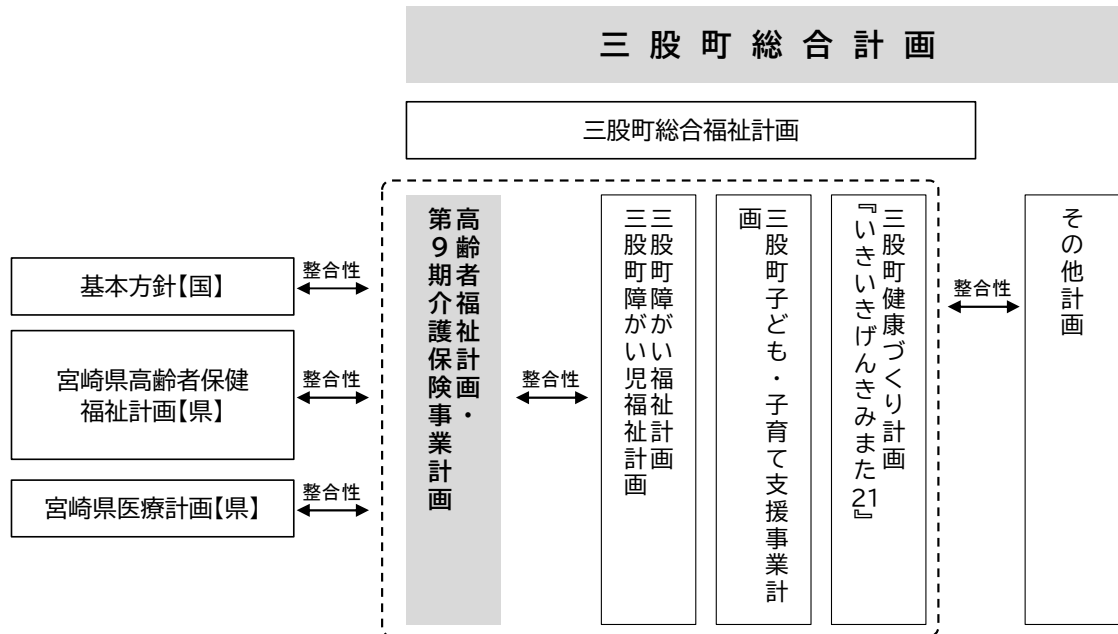 三股町総合計画
三股町総合福祉計画
基本方針【国】
整合性
宮崎県高齢者保健
福祉計画【県】
整合性
宮崎県医療計画【県】
整合性
高齢者福祉計画・
第9期介護保険事業計画
整合性
三股町障がい福祉計画
三股町障がい児福祉計画
三股町子ども・子育て支援事業計
画
三股町健康づくり計画
『いきいきげんきみまた21』
整合性
その他計画